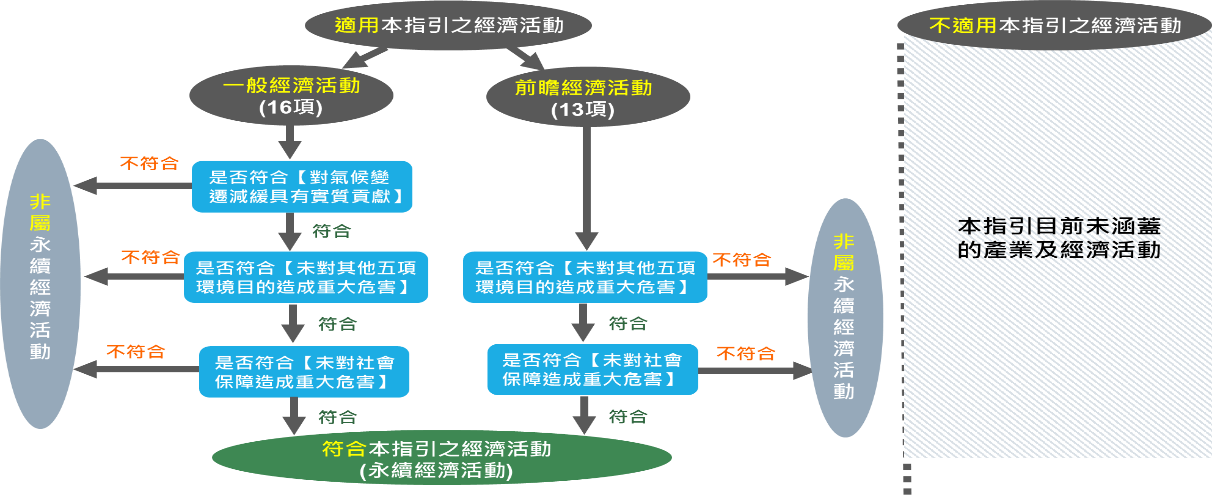 適用本指引之經濟活動
不適用本指引之經濟活動
一般經濟活動
(16項)
前瞻經濟活動
(13項)
不符合
是否符合【對氣候變
遷減緩具有實質貢獻】
符合
不符合
是否符合【未對其他五項
環境目的造成重大危害】
符合
不符合
是否符合【未對社會
保障造成重大危害】
符合
非屬永續經濟活動
是否符合【未對其他五項
環境目的造成重大危害】
不符合
符合
是否符合【未對社會
保障造成重大危害】
不符合
符合
非屬永續經濟活動
符合本指引之經濟活動
(永續經濟活動)
本指引目前未涵蓋
的產業及經濟活動